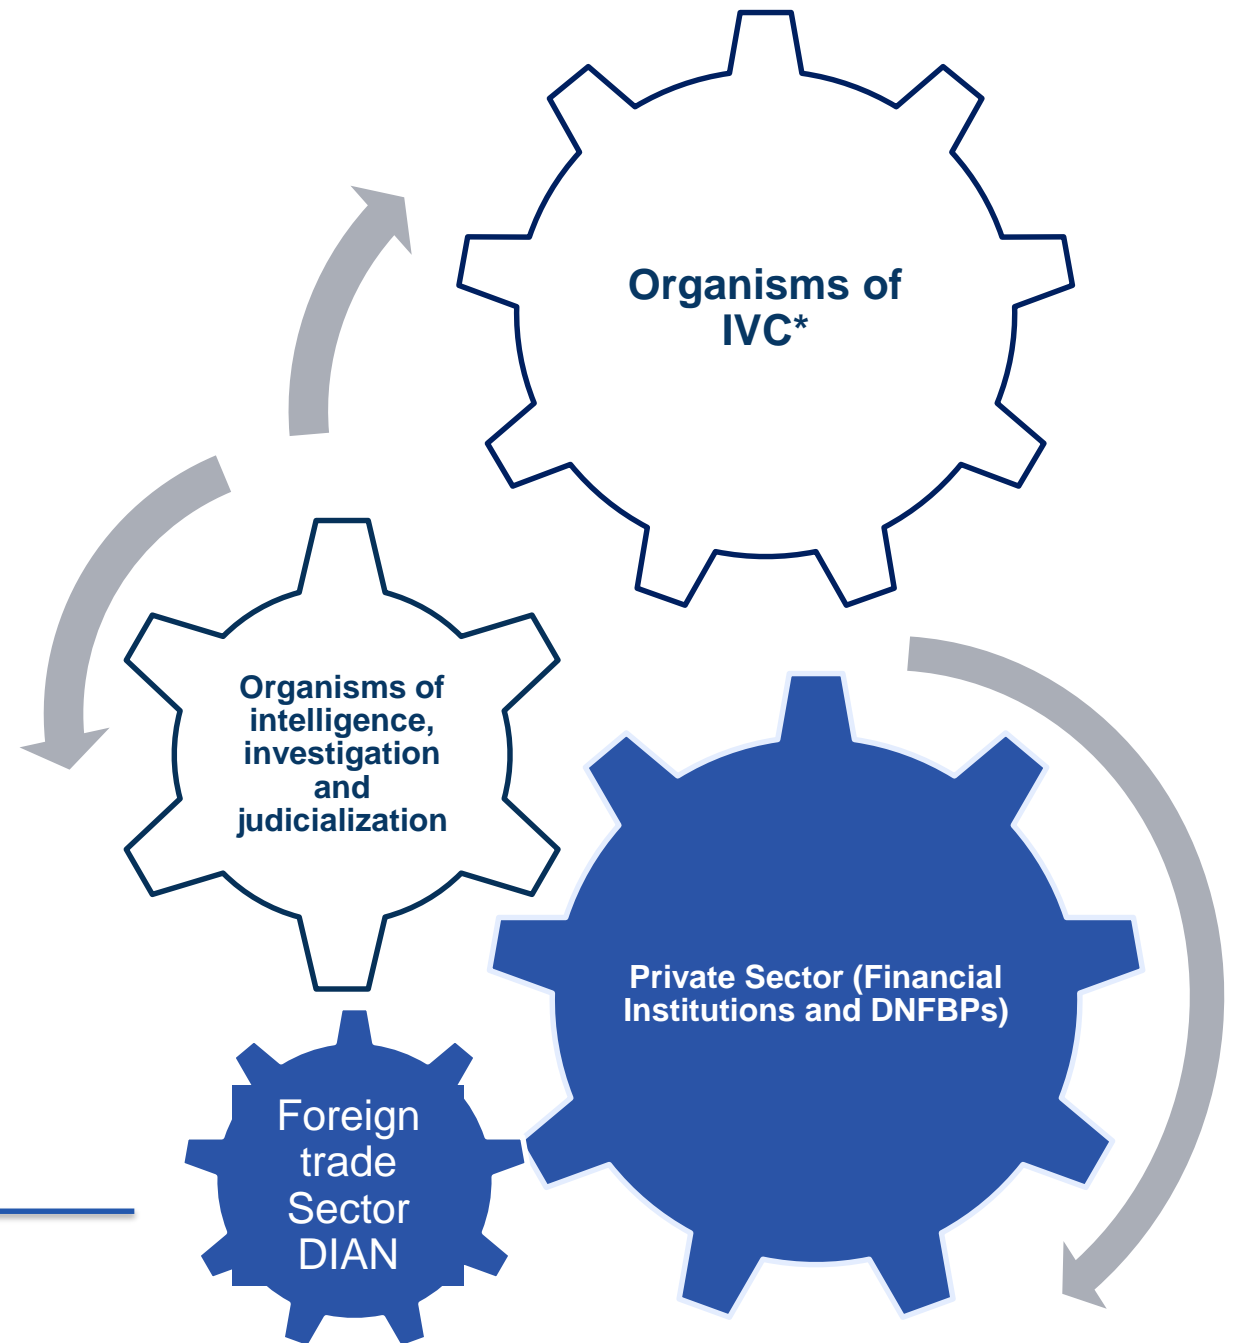 Organisms of
IVC*
Organisms of
intelligence,
investigation
and
judicialization
Private Sector (Financial
Institutions and DNFBPs)
Foreign
trade
Sector
DIAN